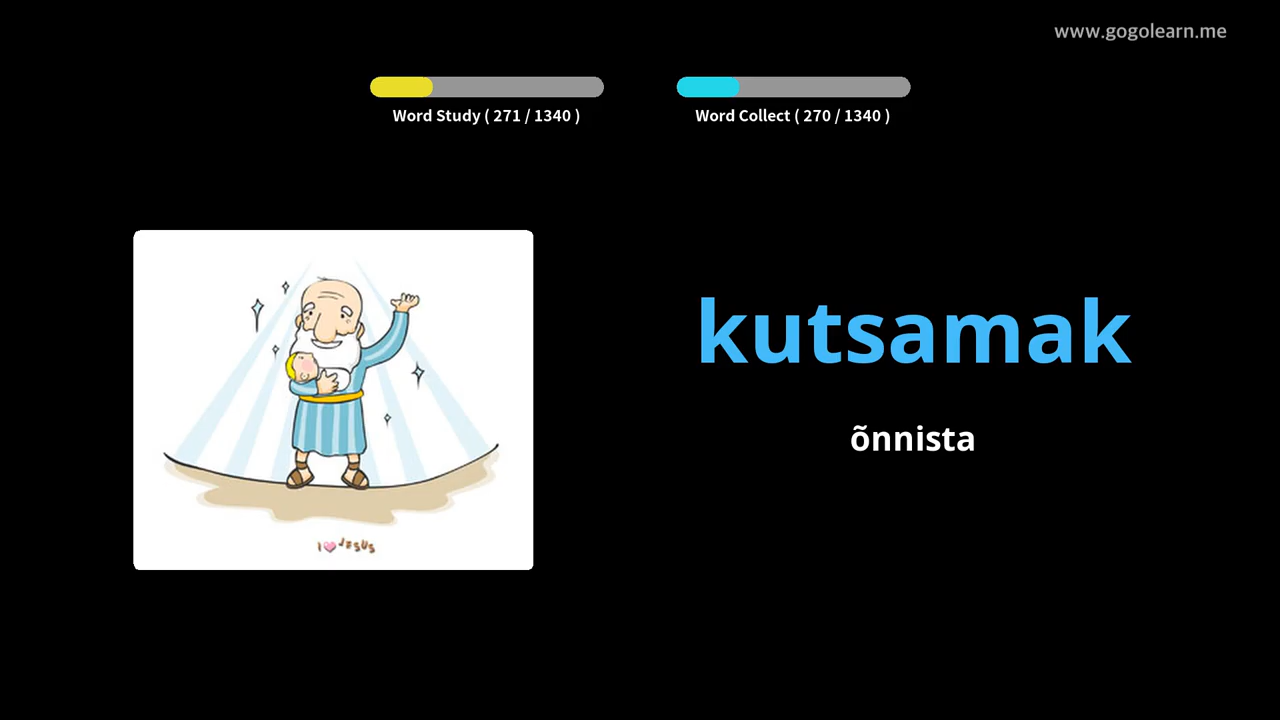 www.gogolearn.me
Word Study ( 271 / 1340 )
Word Collect ( 270 / 1340 )
kutsamak
õnnista
I JESUS